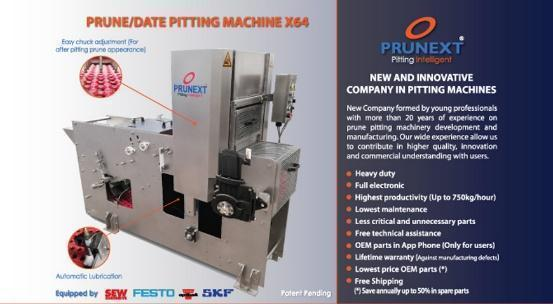 PRUNE/DATE PITTING MACHINE X64
Easy chuck adjustment (For
after pitting prune appearance)
PRUNEXT
Pitting Intelligent
Automatic Lubrication
Equipped by SEW FESTO SKF
Patent Pending
PRUNEXT®
Pitting Intelligent
NEW AND INNOVATIVE
COMPANY IN PITTING MACHINES
New Company formed by young professionals
with more than 20 years of experience on
prune pitting machinery development and
manufacturing. Our wide experience allow us
to contribute in higher quality, innovation
and commercial understanding with users.
Heavy duty
Full electronic
Highest productivity (Up to 750kg/hour)
Lowest maintenance
Less critical and unnecessary parts
Free technical assistance
OEM parts in App Phone (Only for users)
Lifetime warranty (Against manufacturing defects)
Lowest price OEM parts (*)
Free Shipping
(*) Save annually up to 50% in spare parts